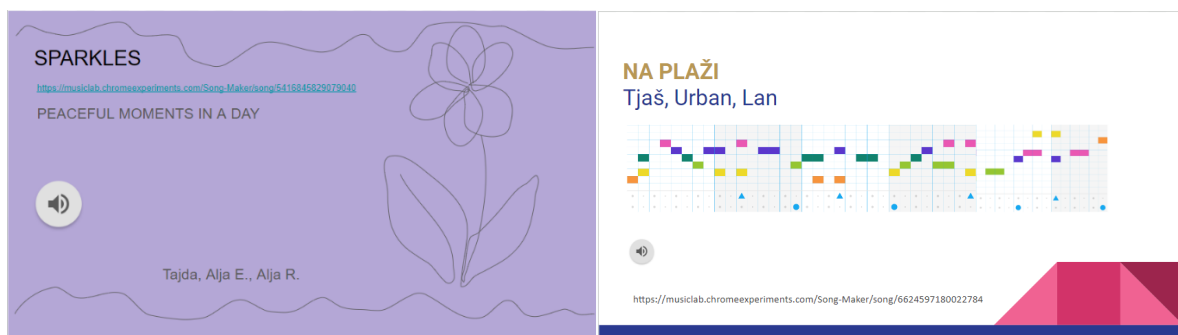 SPARKLES
https://musiclab.chromeexperiments.com/Song-Maker/song/5416845829079040
PEACEFUL MOMENTS IN A DAY
Tajda, Alja E., Alja R.
NA PLAŽI
Tjaš, Urban, Lan
https://musiclab.chromeexperiments.com/Song-Maker/song/6624597180022784